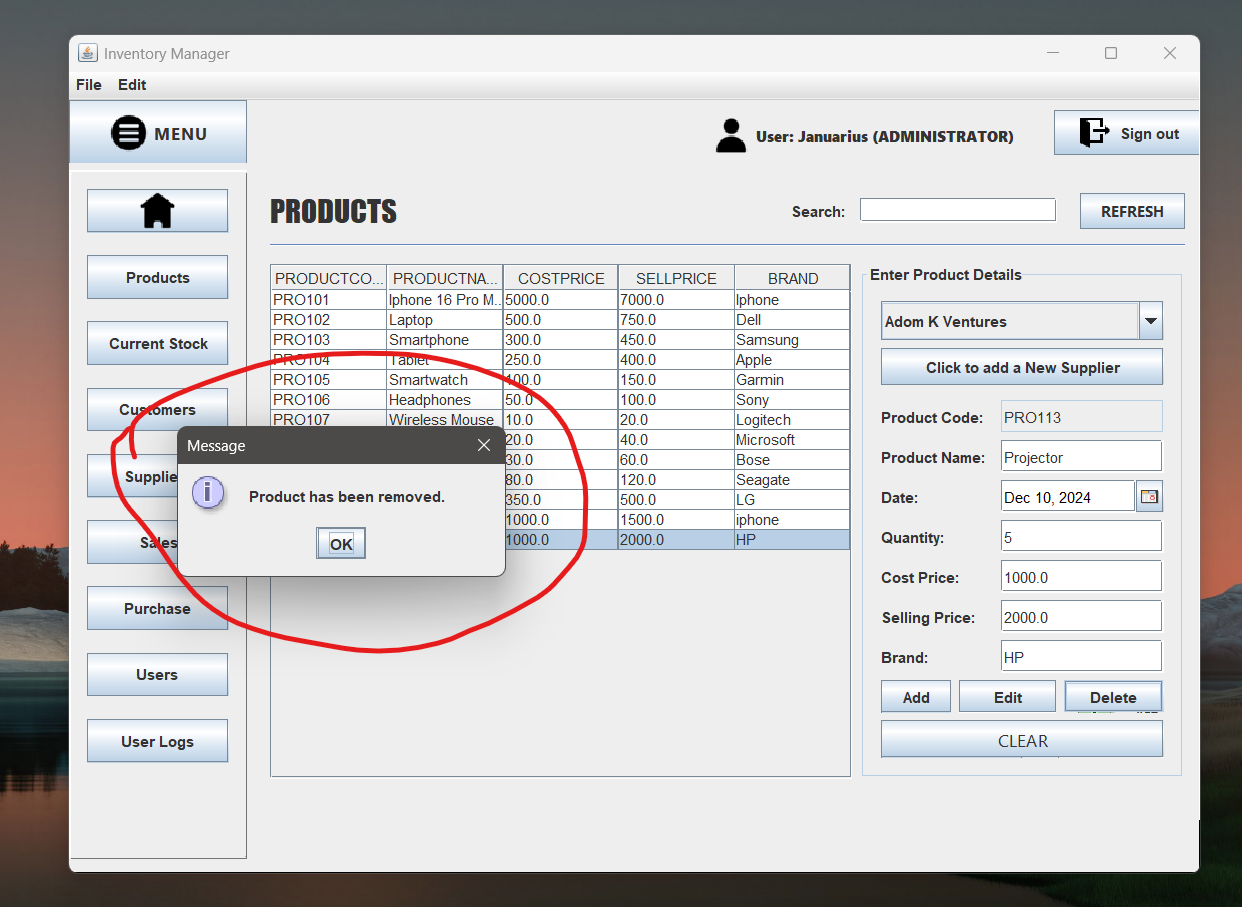 Inventory Manager
File Edit
MENU
User: Januarius (ADMINISTRATOR)
Sign out
PRODUCTS
Search:
REFRESH
Products
Current Stock
Customers
Supplie
Sales
Purchase
Users
User Logs
PRODUCTCO... PRODUCTNA... COSTPRICE SELLPRICE BRAND
PRO101 Iphone 16 Pro M... 5000.0 7000.0 Iphone
PRO102 Laptop 500.0 750.0 Dell
PRO103 Smartphone 300.0 450.0 Samsung
PRO104 Tablet 250.0 400.0 Apple
PRO105 Smartwatch 100.0 150.0 Garmin
PRO106 Headphones 50.0 100.0 Sony
PRO107 Wireless Mouse 10.0 20.0 Logitech
20.0 40.0 Microsoft
30.0 60.0 Bose
80.0 120.0 Seagate
350.0 500.0 LG
1000.0 1500.0 iphone
1000.0 2000.0 HP
Message
Product has been removed.
OK
Enter Product Details
Adom K Ventures
Click to add a New Supplier
Product Code: PRO113
Product Name: Projector
Date: Dec 10, 2024
Quantity: 5
Cost Price: 1000.0
Selling Price: 2000.0
Brand: HP
Add Edit Delete
CLEAR